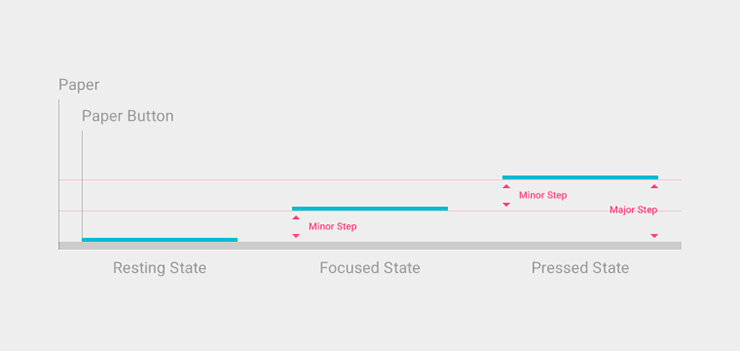 Paper
Paper Button
Minor Step
Major Step
Minor Step
Resting State
Focused State
Pressed State